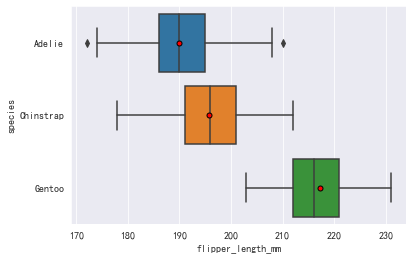 Adelie
Chinstrap
Gentoo
species
170 180 190 200 210 220 230
flipper_length_mm